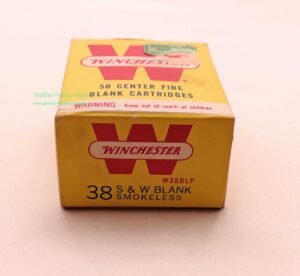 WINCHESTER
50 CENTER FIRE
BLANK CARTRIDGES
WARNING - Keep out of reach of children.
W
WINCHESTER
W38BLP
38 S & W BLANK
SMOKELESS